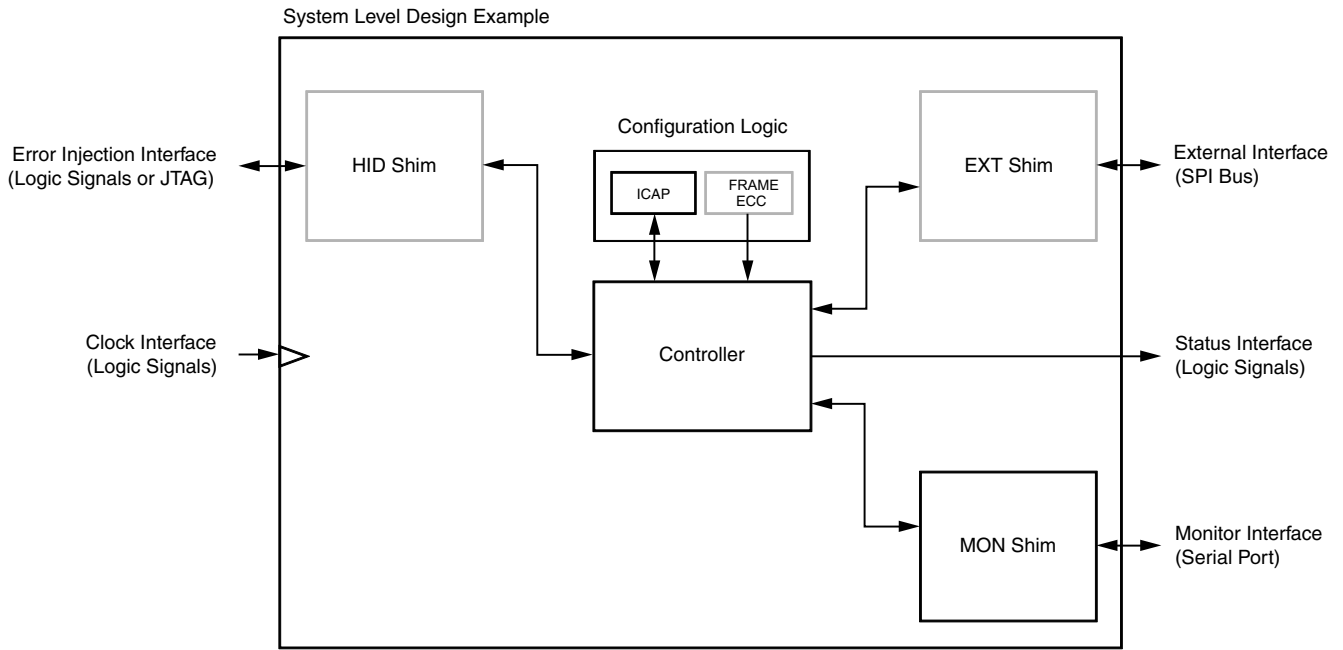 System Level Design Example
Error Injection Interface
(Logic Signals or JTAG)
HID Shim
Configuration Logic
ICAP
FRAME
ECC
EXT Shim
External Interface
(SPI Bus)
Clock Interface
(Logic Signals)
Controller
Status Interface
(Logic Signals)
MON Shim
Monitor Interface
(Serial Port)